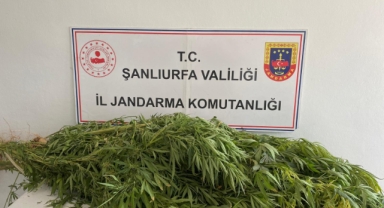 T.C.
ŞANLIURFA VALİLİĞİ
İL JANDARMA KOMUTANLIĞI